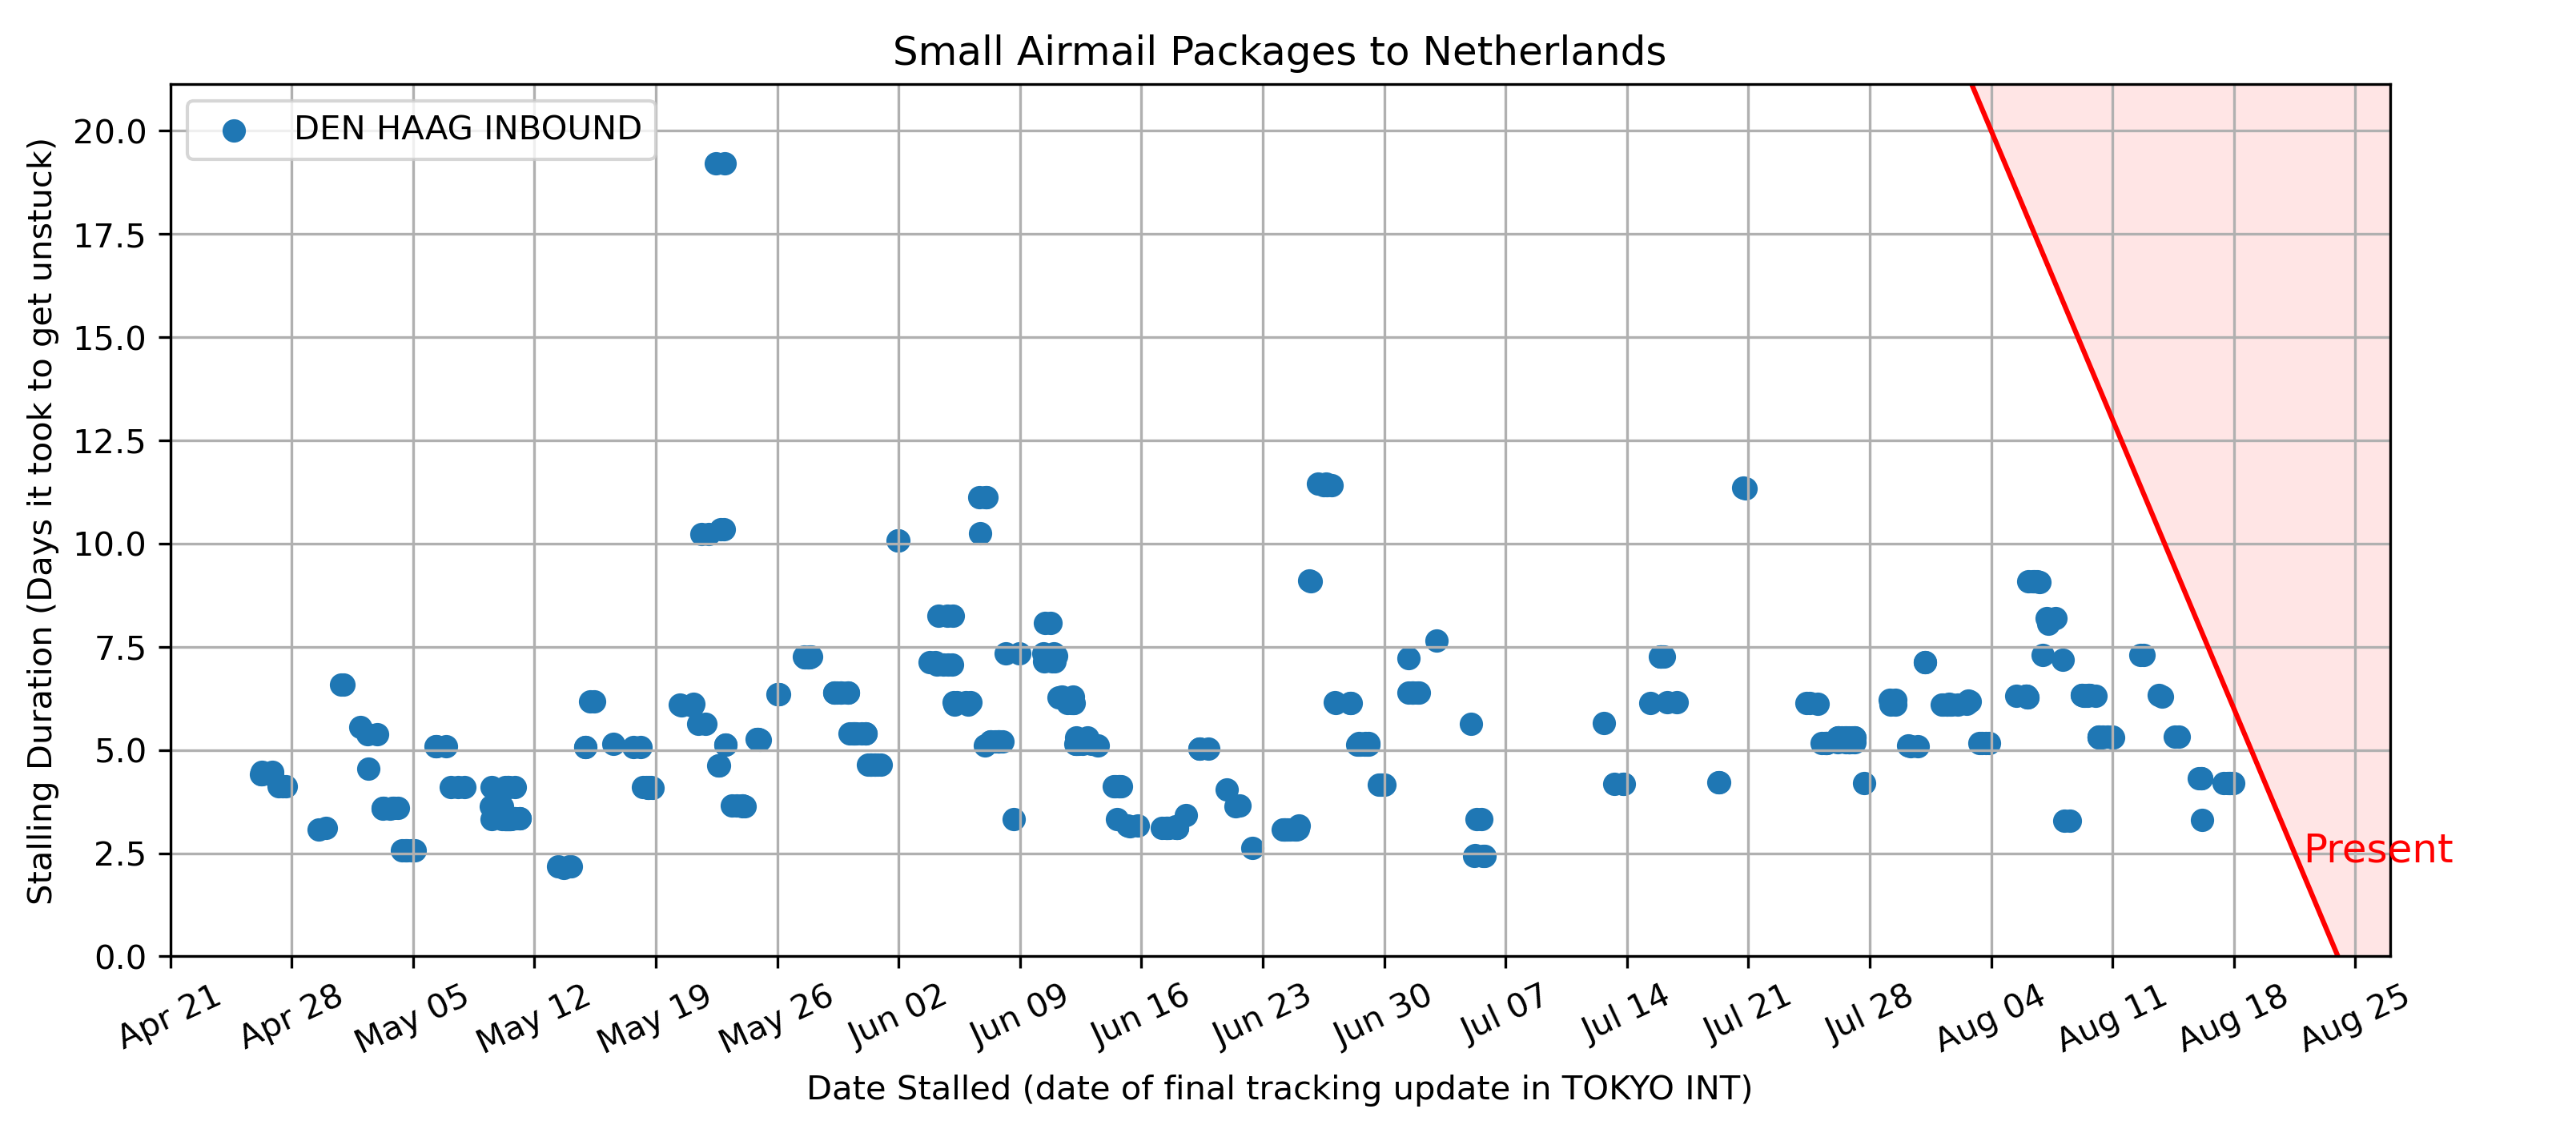 Small Airmail Packages to Netherlands
DEN HAAG INBOUND
Stalling Duration (Days it took to get unstuck)
20.0
17.5
15.0
12.5
10.0
7.5
5.0
2.5
0.0
Present
Apr 21 Apr 28 May 05 May 12 May 19 May 26 Jun 02 Jun 09 Jun 16 Jun 23 Jun 30 Jul 07 Jul 14 Jul 21 Jul 28 Aug 04 Aug 11 Aug 18 Aug 25
Date Stalled (date of final tracking update in TOKYO INT)